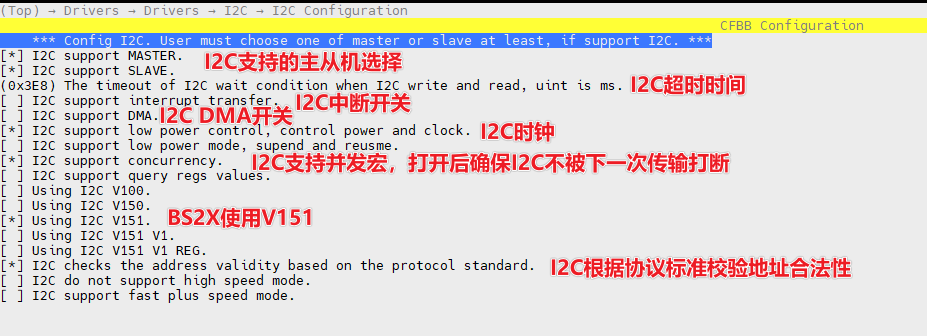 (Top) → Drivers → Drivers → I2C → I2C Configuration
CFBB Configuration
*** Config I2C. User must choose one of master or slave at least, if support I2C. ***
[*] I2C support MASTER.
I2C支持的主从机选择
[*] I2C support SLAVE.
(0x3E8) The timeout of I2C wait condition when I2C write and read, uint is ms. I2C超时时间
[ ] I2C support interrupt transfer. I2C中断开关
[ ] I2C support DMA. I2C DMA开关
[*] I2C support low power control, control power and clock. I2C时钟
[ ] I2C support low power mode, supend and reusme.
[*] I2C support concurrency. I2C支持并发宏，打开后确保I2C不被下一次传输打断
[ ] I2C support query regs values.
[ ] Using I2C V100.
[ ] Using I2C V150.
[*] Using I2C V151. BS2X使用V151
[ ] Using I2C V151 V1.
[ ] Using I2C V151 V1 REG.
[*] I2C checks the address validity based on the protocol standard. I2C根据协议标准校验地址合法性
[ ] I2C do not support high speed mode.
[ ] I2C support fast plus speed mode.